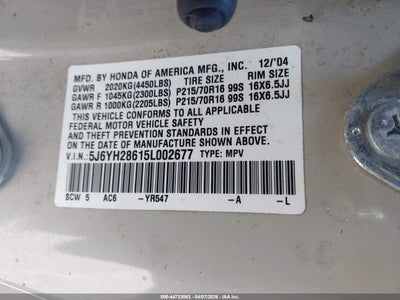 MFD. BY HONDA OF AMERICA MFG., INC. 12/'04
GVWR 2020KG(4450LBS) TIRE SIZE RIM SIZE
GAWR F 1045KG(2300LBS) P215/70R16 99S 16X6.5JJ
GAWR R 1000KG(2205LBS) P215/70R16 99S 16X6.5JJ
THIS VEHICLE CONFORMS TO ALL APPLICABLE
FEDERAL MOTOR VEHICLE SAFETY AND BUMPER
STANDARDS IN EFFECT ON THE DATE OF
MANUFACTURE SHOWN ABOVE.
V.I.N.: 5J6YH28615L002677 TYPE: MPV
SCW 5 AC6 -YR547 -A -L